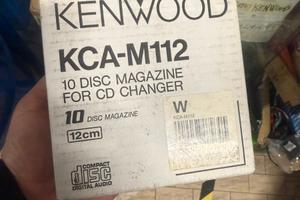 KENWOOD
KCA-M112
10 DISC MAGAZINE
FOR CD CHANGER
10 DISC MAGAZINE
12cm
W
KCA-M112
COMPACT
disc
DIGITAL AUDIO